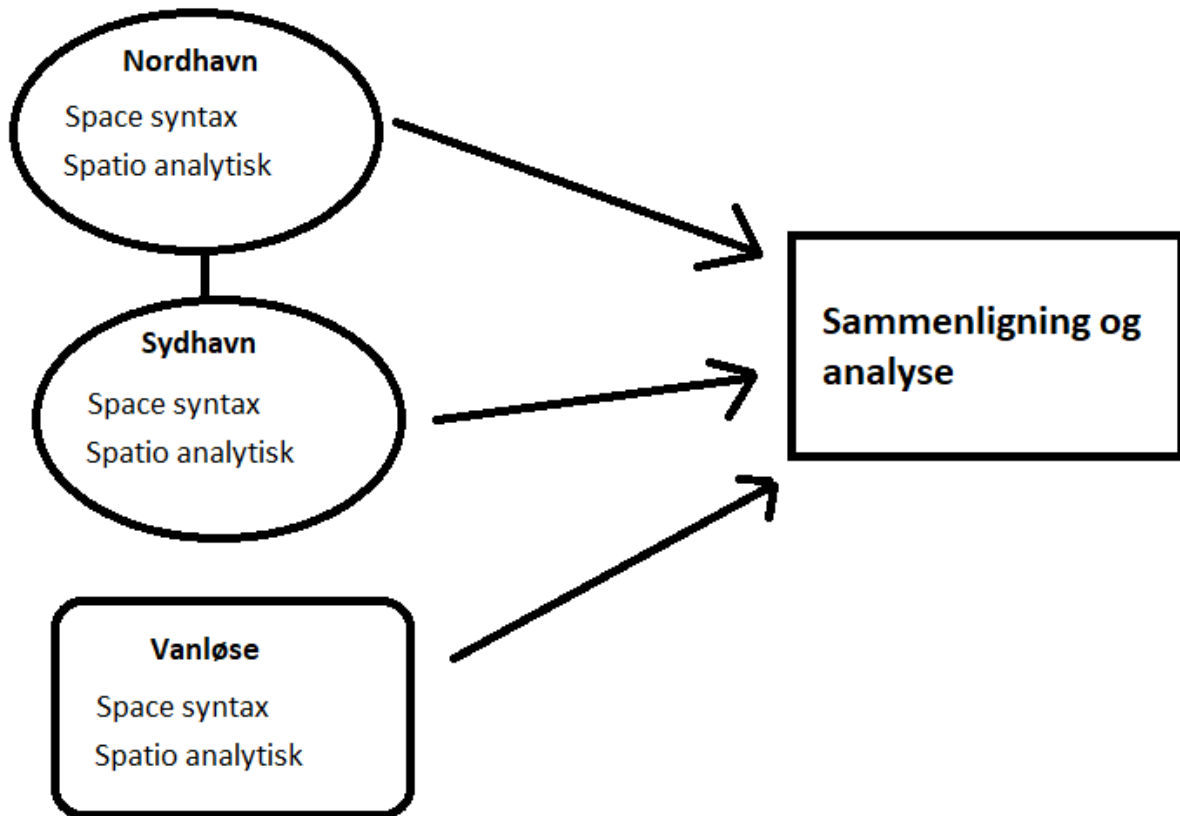 Nordhavn
Space syntax
Spatio analytisk
Sydhavn
Space syntax
Spatio analytisk
Vanløse
Space syntax
Spatio analytisk
Sammenligning og
analyse